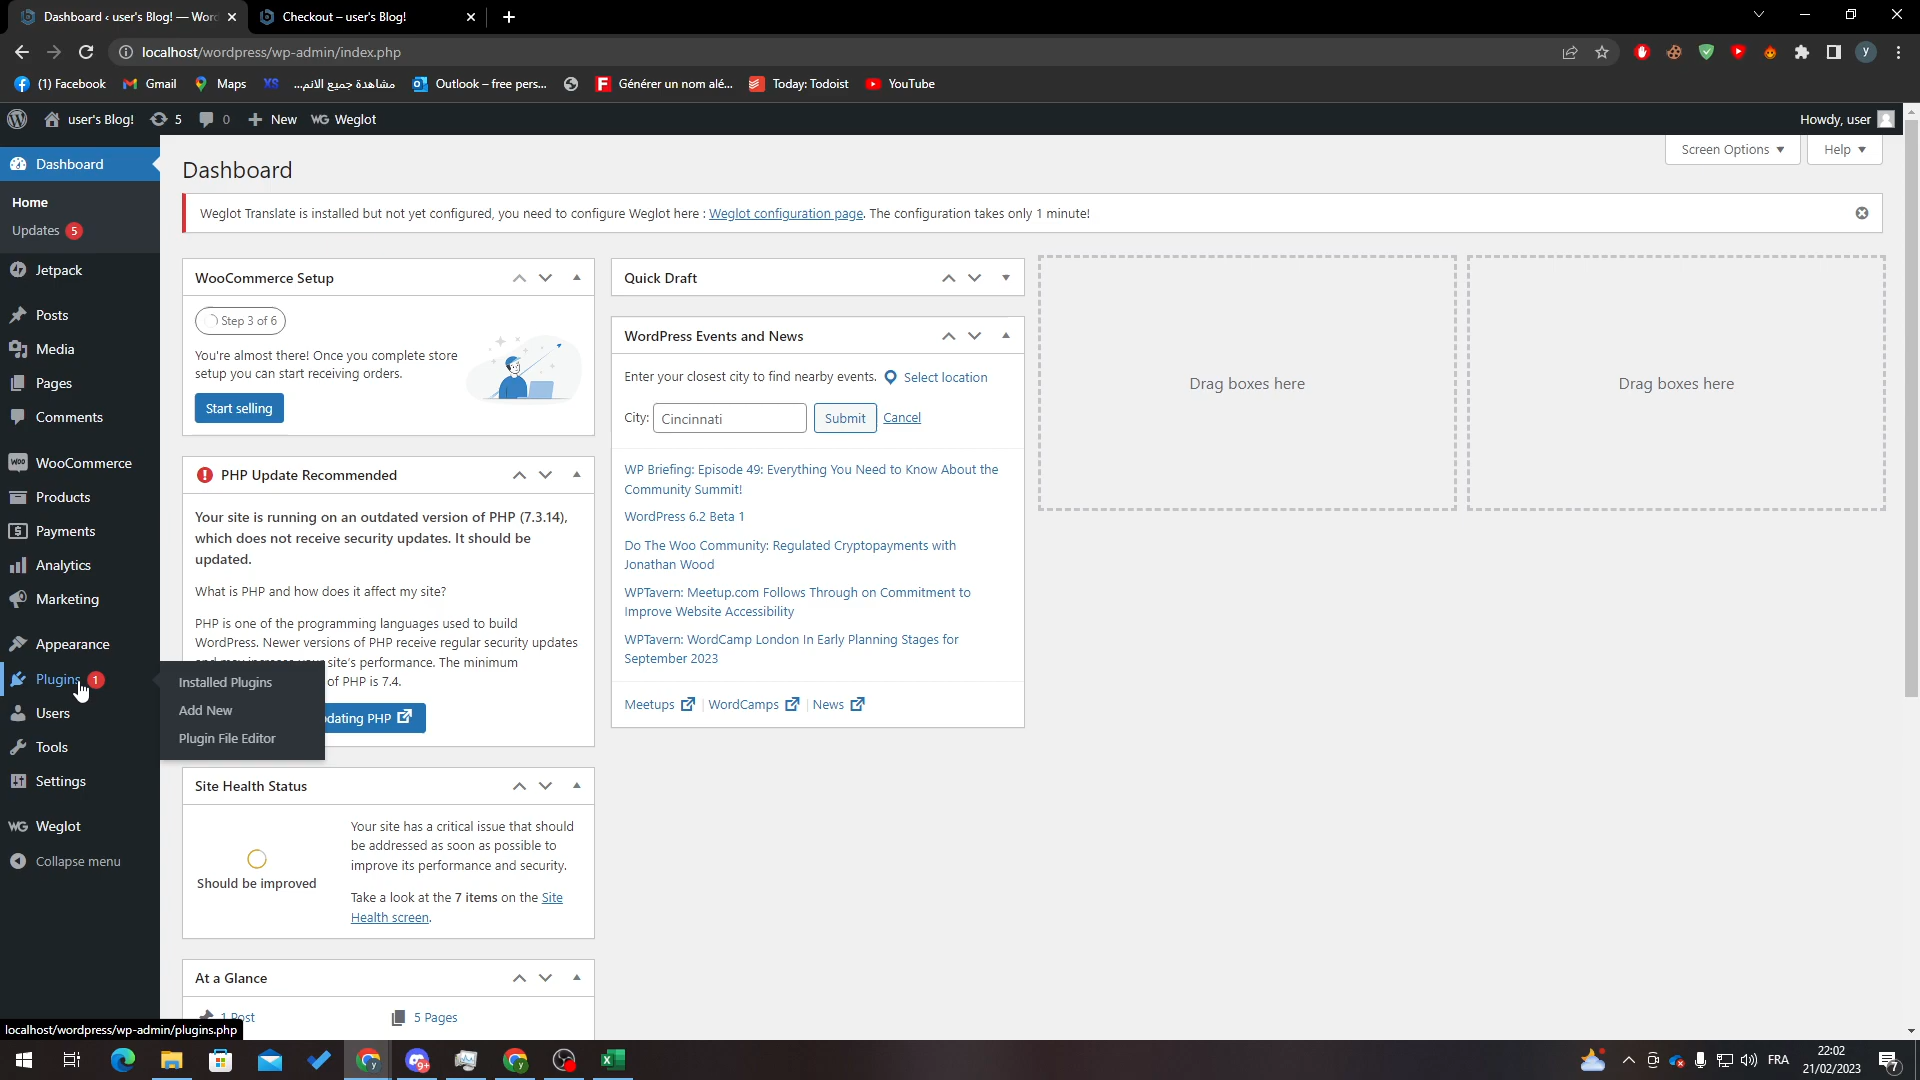 Dashboard ‹ user's Blog! — Word
Checkout – user's Blog!
localhost/wordpress/wp-admin/index.php
y
(1) Facebook
Gmail
Maps
XS
مشاهدة جميع الانم...
Outlook – free pers...
F
Générer un nom alé...
Today: Todoist
YouTube
user's Blog!
5
0
New
WG Weglot
Howdy, user
Dashboard
Home
Updates 5
Jetpack
Posts
Media
Pages
Comments
WooCommerce
Products
Payments
Analytics
Marketing
Appearance
Plugins 1
Users
Tools
Settings
WG Weglot
Collapse menu
Installed Plugins
Add New
Plugin File Editor
Screen Options
Help
Dashboard
Weglot Translate is installed but not yet configured, you need to configure Weglot here : Weglot configuration page. The configuration takes only 1 minute!
WooCommerce Setup
Step 3 of 6
You're almost there! Once you complete store
setup you can start receiving orders.
Start selling
PHP Update Recommended
Your site is running on an outdated version of PHP (7.3.14),
which does not receive security updates. It should be
updated.
What is PHP and how does it affect my site?
PHP is one of the programming languages used to build
WordPress. Newer versions of PHP receive regular security updates
site's performance. The minimum
of PHP is 7.4.
pdating PHP
Site Health Status
Should be improved
Your site has a critical issue that should
be addressed as soon as possible to
improve its performance and security.
Take a look at the 7 items on the Site
Health screen.
At a Glance
1 Post
5 Pages
Quick Draft
WordPress Events and News
Enter your closest city to find nearby events.
Select location
City:
Cincinnati
Submit
Cancel
WP Briefing: Episode 49: Everything You Need to Know About the
Community Summit!
WordPress 6.2 Beta 1
Do The Woo Community: Regulated Cryptopayments with
Jonathan Wood
WPTavern: Meetup.com Follows Through on Commitment to
Improve Website Accessibility
WPTavern: WordCamp London In Early Planning Stages for
September 2023
Meetups
WordCamps
News
Drag boxes here
Drag boxes here
localhost/wordpress/wp-admin/plugins.php
9+
FRA
22:02
21/02/2023
7